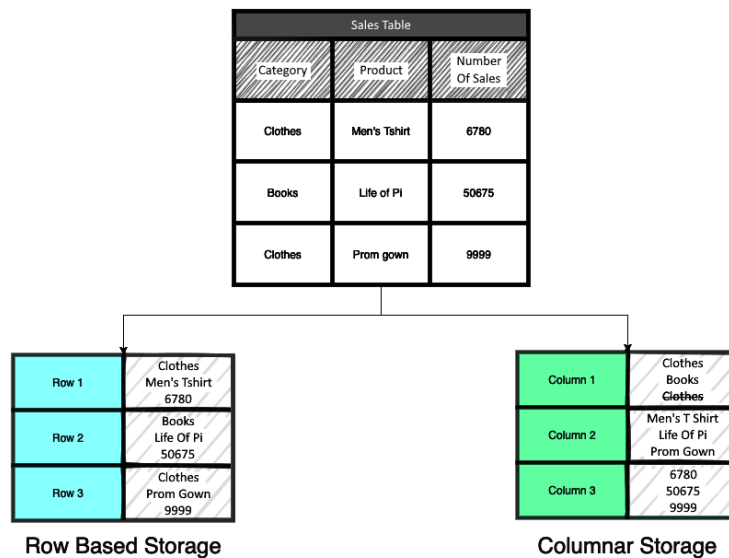 Sales Table
Category
Product
Number
Of Sales
Clothes
Men's Tshirt
6780
Books
Life of Pi
50675
Clothes
Prom gown
9999
Row 1
Clothes
Men's Tshirt
6780
Row 2
Books
Life Of Pi
50675
Row 3
Clothes
Prom Gown
9999
Row Based Storage
Column 1
Clothes
Books
Clothes
Column 2
Men's T Shirt
Life Of Pi
Prom Gown
Column 3
6780
50675
9999
Columnar Storage